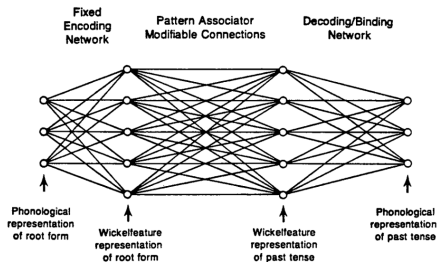 Fixed
Encoding
Network
Pattern Associator
Modifiable Connections
Decoding/Binding
Network
Phonological
representation
of root form
Wickelfeature
representation
of root form
Wickelfeature
representation
of past tense
Phonological
representation
of past tense